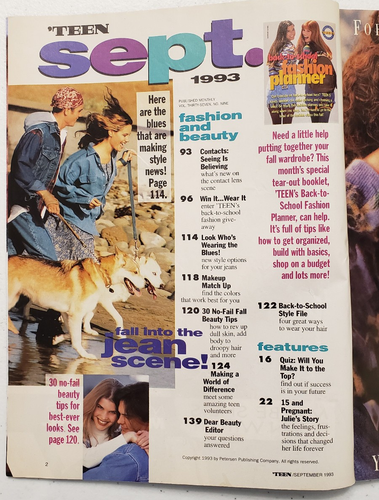 'TEEN
sept.
1993
PUBLISHED MONTHLY
Here
are the
blues
that are
making
style
news!
Page
114.
fashion
and
beauty
93 Contacts:
Seeing Is
Believing
what's new on
the contact lens
scene
96 Win It...Wear It
enter 'TEEN'S
back-to-school
fashion give-
away
114 Look Who's
Wearing the
Blues!
new style options
for your jeans
118 Makeup
Match Up
find the colors
that work best for you
120 30 No-Fail Fall
Beauty Tips
how to rev up
dull skin, add
body to
droopy hair
and more
124
Making a
World of
Difference
meet some
amazing teen
volunteers
139 Dear Beauty
Editor
your questions
answered
fall into the
jean
scene!
30 no-fail
beauty
tips for
best-ever
looks. See
page 120.
fashion
planner
Need a little help
putting together your
fall wardrobe? This
month's special
tear-out booklet,
'TEEN'S Back-to-
School Fashion
Planner, can help.
It's full of tips like
how to get organized,
build with basics,
shop on a budget
and lots more!
122 Back-to-School
Style File
four great ways
to wear your hair
features
16 Quiz: Will You
Make It to the
Top?
find out if success
is in your future
22 15 and
Pregnant:
Julie's Story
the feelings, frus-
trations and deci-
sions that changed
her life forever
Copyright 1993 by Petersen Publishing Company. All rights reserved.
2
'TEEN/SEPTEMBER 1993